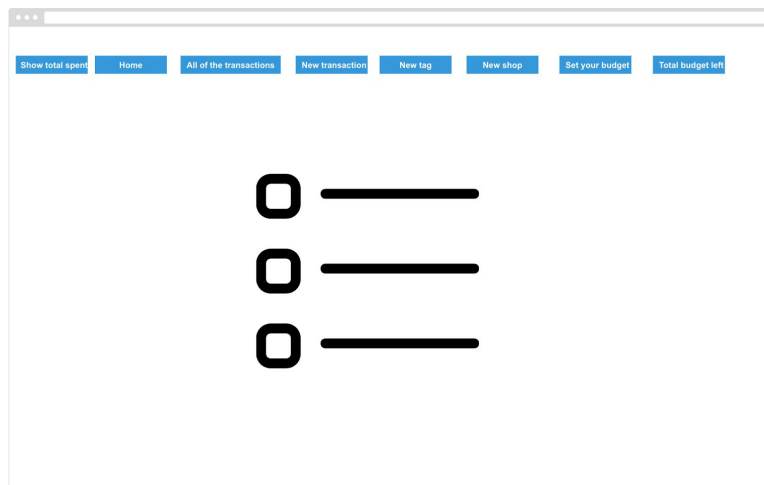 Show total spent
Home
All of the transactions
New transaction
New tag
New shop
Set your budget
Total budget left